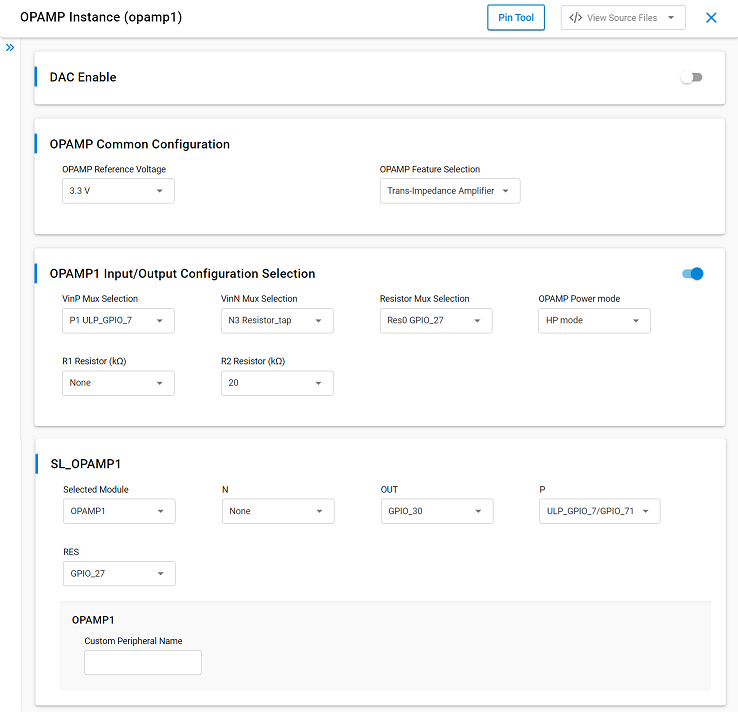 OPAMP Instance (opamp1)
Pin Tool
</> View Source Files
DAC Enable
OPAMP Common Configuration
OPAMP Reference Voltage
OPAMP Feature Selection
3.3 V
Trans-Impedance Amplifier
OPAMP1 Input/Output Configuration Selection
VinP Mux Selection
VinN Mux Selection
Resistor Mux Selection
OPAMP Power mode
P1 ULP_GPIO_7
N3 Resistor_tap
Res0 GPIO_27
HP mode
R1 Resistor (kΩ)
R2 Resistor (kΩ)
None
20
SL_OPAMP1
Selected Module
N
OUT
P
OPAMP1
None
GPIO_30
ULP_GPIO_7/GPIO_71
RES
GPIO_27
OPAMP1
Custom Peripheral Name